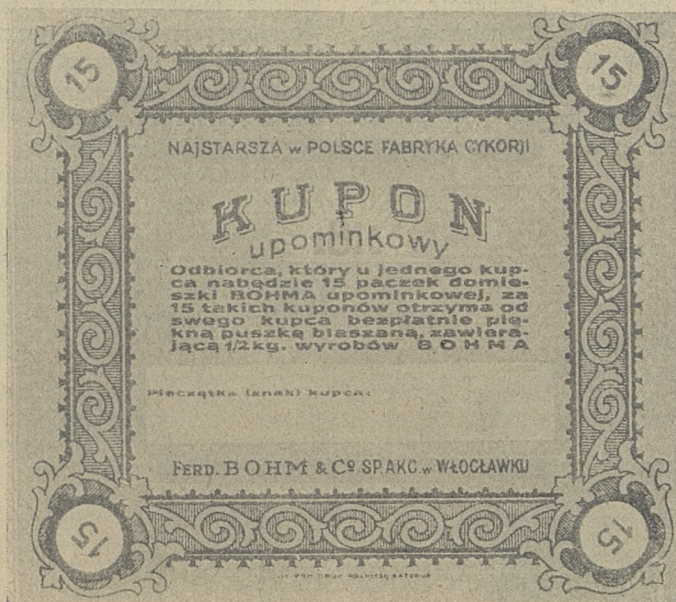 15
15
NAJSTARSZA w POLSCE FABRYKA CYKORJI
KUPON
upominkowy
Odbiorca, który u jednego kup-
ca nabędzie 15 paczek domie-
szki BOHMA upominkowej, za
15 takich kuponów otrzyma od
swego kupca bezpłatnie pię-
kną puszkę blaszaną, zawiera-
jącą 1/2 kg. wyrobów BOHMA
Pieczątka (znak) kupca:
FERD. BOHM & Cº SP. AKC. w WŁOCŁAWKU
15
15